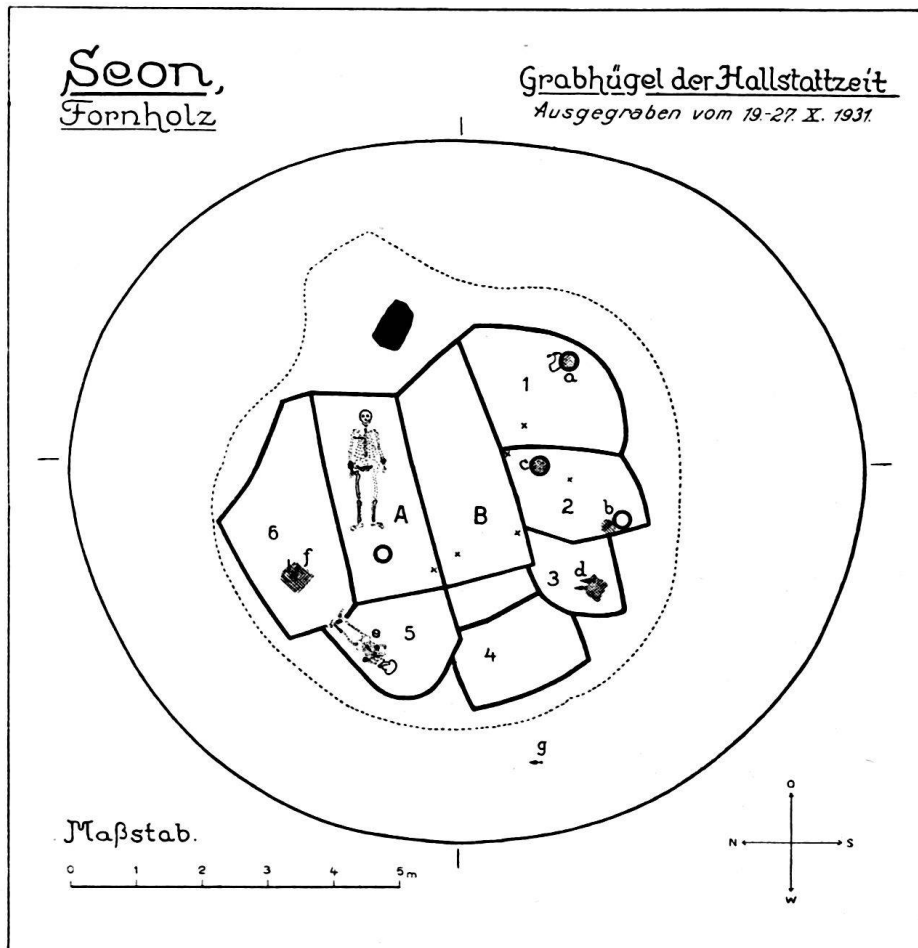 Seon,
Fornholz
Grabhügel der Hallstattzeit
Ausgegraben vom 19.-27. X. 1931.
1
a
c
2
b
A
B
6
f
3
d
e
5
4
g
Maßstab.
0 1 2 3 4 5 m
O
N S
W